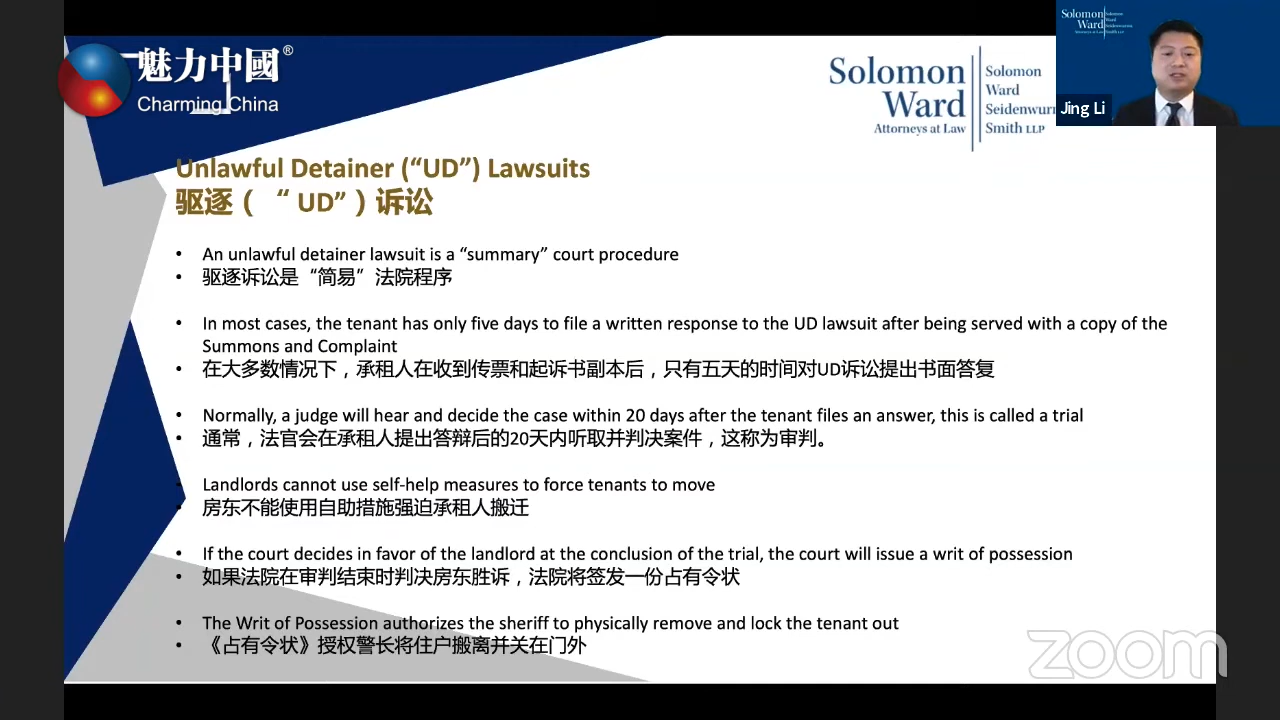 魅力中國®
Charming China
Solomon
Ward
Attorneys at Law
Solomon
Ward
Smith LLP
Solomon
Ward
Jing Li
Unlawful Detainer (“UD”) Lawsuits
驱逐（ “ UD” ）诉讼
• An unlawful detainer lawsuit is a “summary” court procedure
• 驱逐诉讼是“简易”法院程序
• In most cases, the tenant has only five days to file a written response to the UD lawsuit after being served with a copy of the
Summons and Complaint
• 在大多数情况下，承租人在收到传票和起诉书副本后，只有五天的时间对UD诉讼提出书面答复
• Normally, a judge will hear and decide the case within 20 days after the tenant files an answer, this is called a trial
• 通常，法官会在承租人提出答辩后的20天内听取并判决案件，这称为审判。
• Landlords cannot use self-help measures to force tenants to move
• 房东不能使用自助措施强迫承租人搬迁
• If the court decides in favor of the landlord at the conclusion of the trial, the court will issue a writ of possession
• 如果法院在审判结束时判决房东胜诉，法院将签发一份占有令状
• The Writ of Possession authorizes the sheriff to physically remove and lock the tenant out
• 《占有令状》授权警长将住户搬离并关在门外
zoom